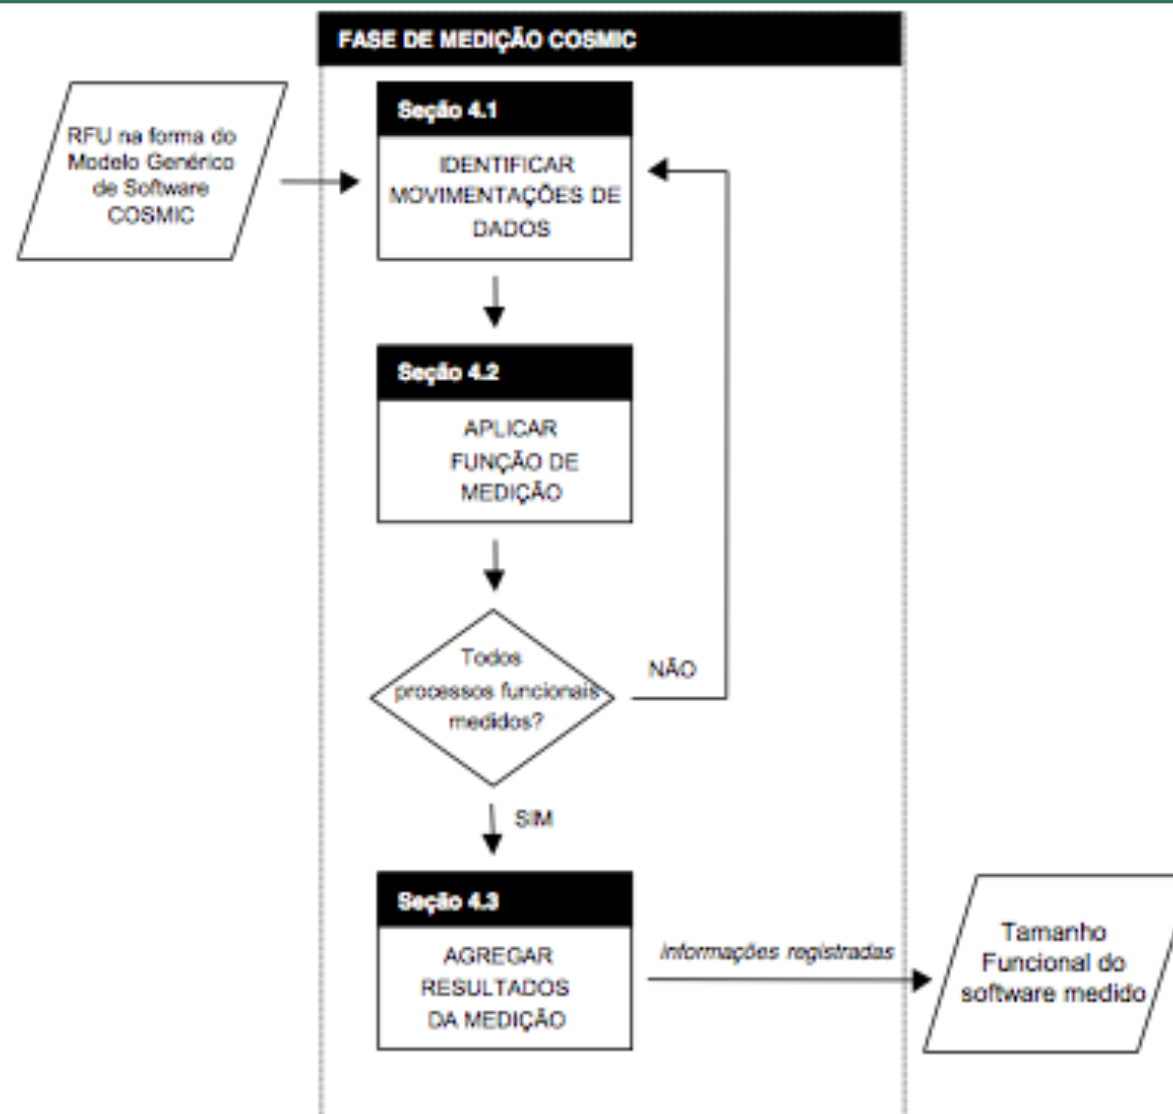 FASE DE MEDIÇÃO COSMIC
RFU na forma do
Modelo Genérico
de Software
COSMIC
Seção 4.1
IDENTIFICAR
MOVIMENTAÇÕES DE
DADOS
Seção 4.2
APLICAR
FUNÇÃO DE
MEDIÇÃO
Todos
processos funcionais
medidos?
NÃO
SIM
Seção 4.3
AGREGAR
RESULTADOS
DA MEDIÇÃO
informações registradas
Tamanho
Funcional do
software medido